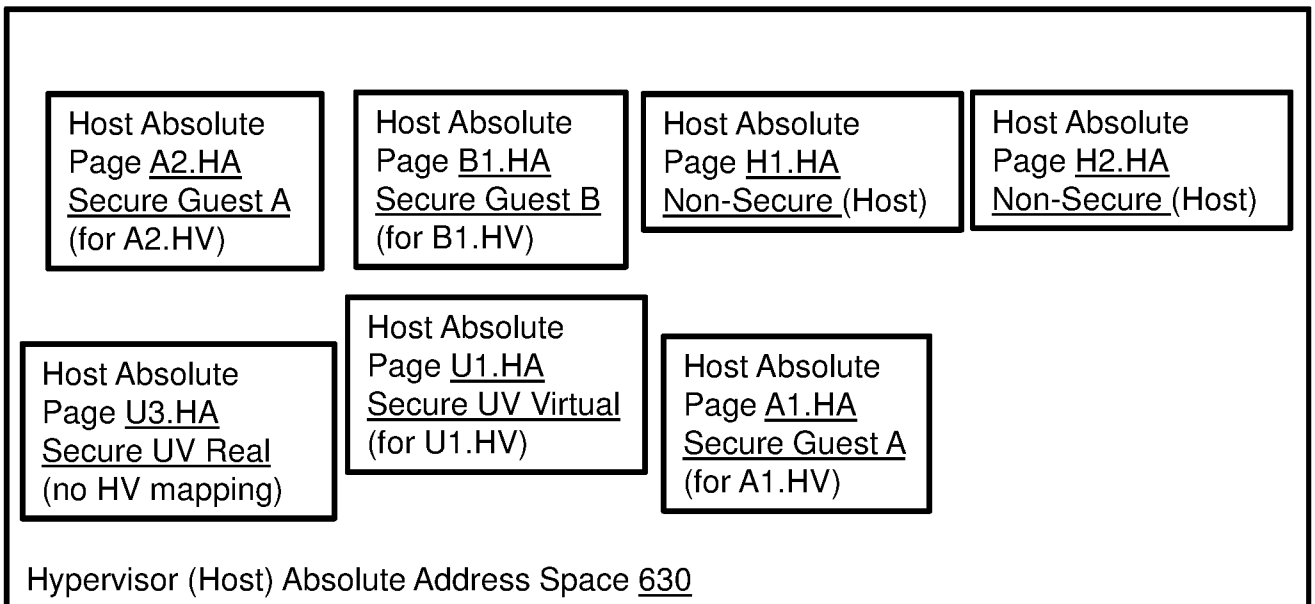 Host Absolute
Page A2.HA
Secure Guest A
(for A2.HV)
Host Absolute
Page B1.HA
Secure Guest B
(for B1.HV)
Host Absolute
Page H1.HA
Non-Secure (Host)
Host Absolute
Page H2.HA
Non-Secure (Host)
Host Absolute
Page U3.HA
Secure UV Real
(no HV mapping)
Host Absolute
Page U1.HA
Secure UV Virtual
(for U1.HV)
Host Absolute
Page A1.HA
Secure Guest A
(for A1.HV)
Hypervisor (Host) Absolute Address Space 630